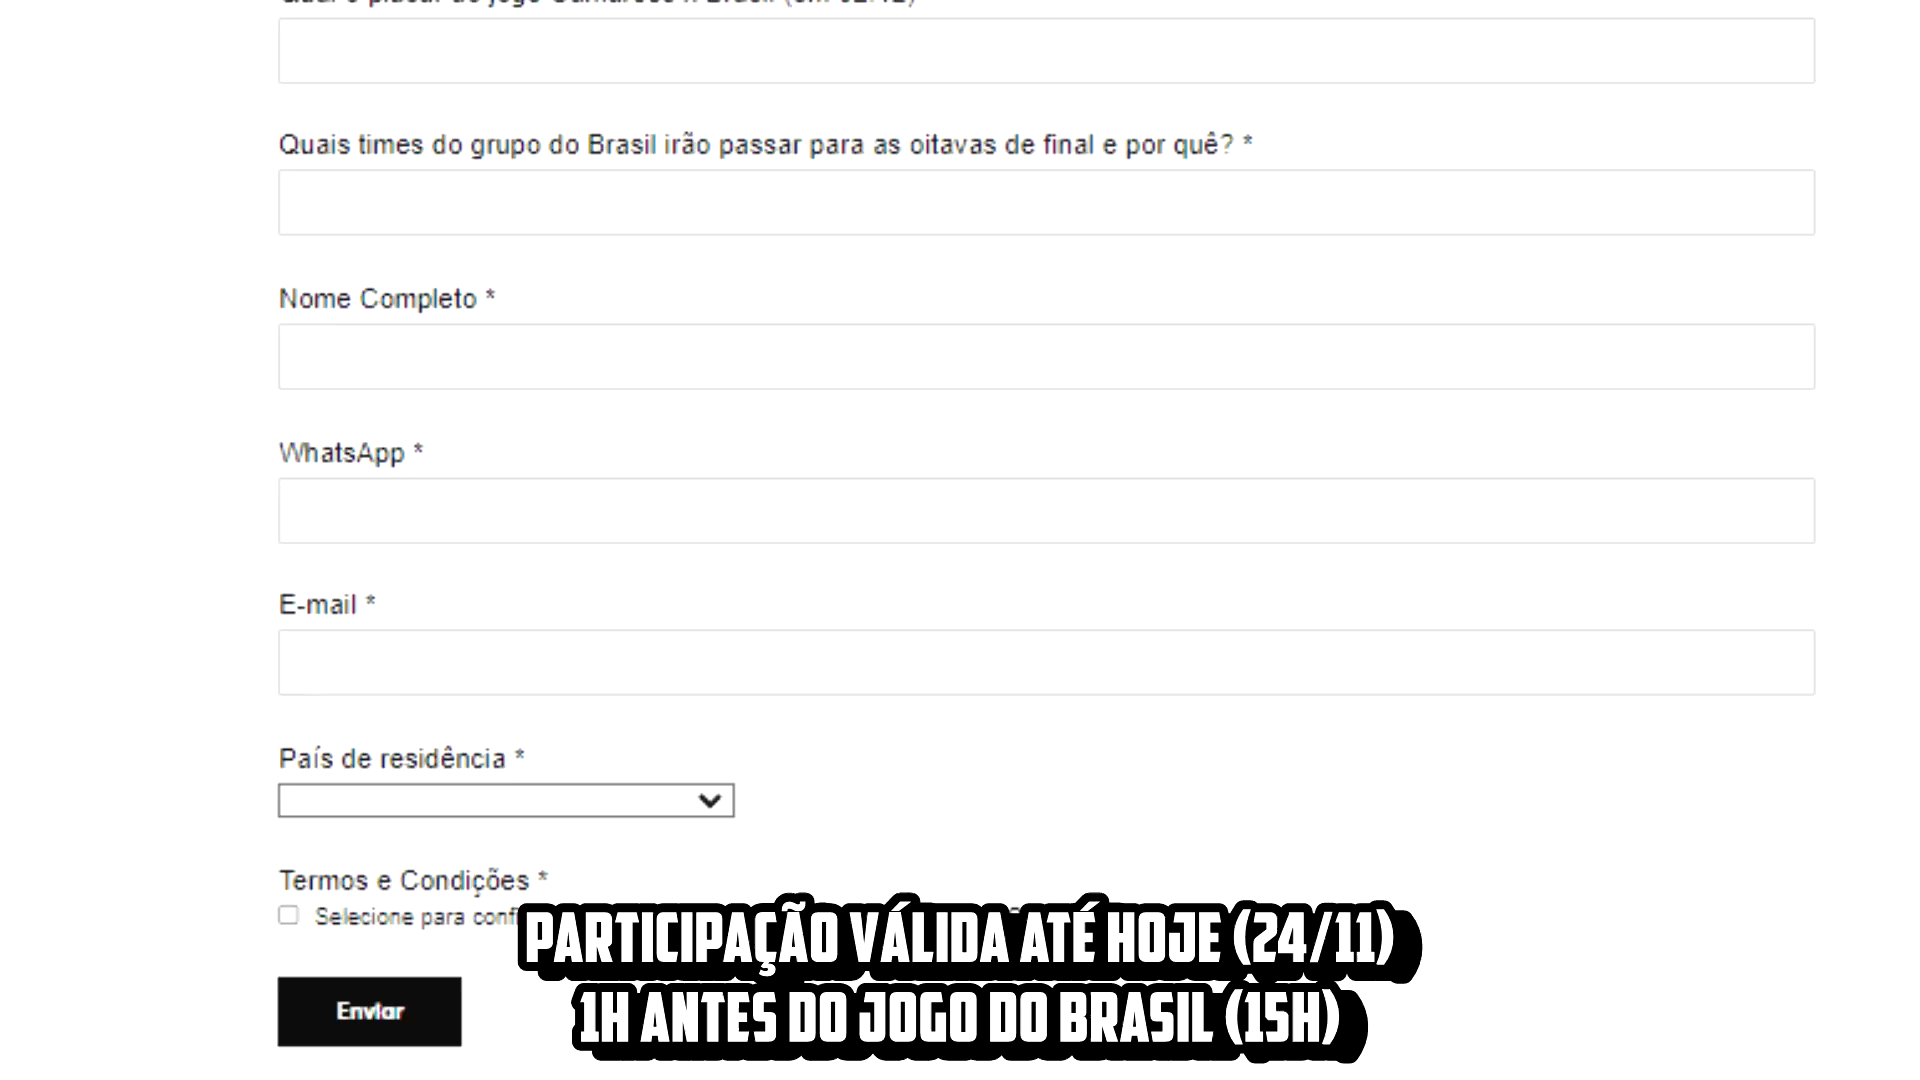 Quais times do grupo do Brasil irão passar para as oitavas de final e por quê? *
Nome Completo *
WhatsApp *
E-mail *
País de residência *
Termos e Condições *
Selecione para
PARTICIPAÇÃO VÁLIDA ATÉ HOJE (24/11)
1H ANTES DO JOGO DO BRASIL (15H)
Enviar